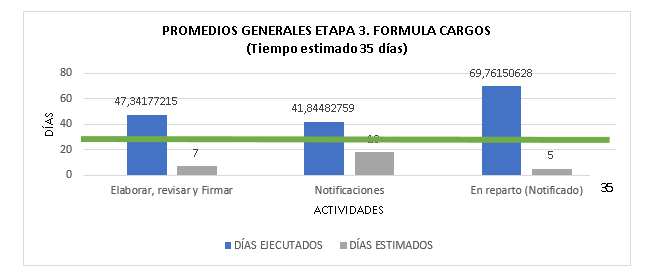 PROMEDIOS GENERALES ETAPA 3. FORMULA CARGOS
(Tiempo estimado 35 días)
DÍAS
80
60
40
20
0
47,34177215
7
41,84482759
69,76150628
5
Elaborar, revisar y Firmar
Notificaciones
En reparto (Notificado)
35
ACTIVIDADES
DÍAS EJECUTADOS
DÍAS ESTIMADOS